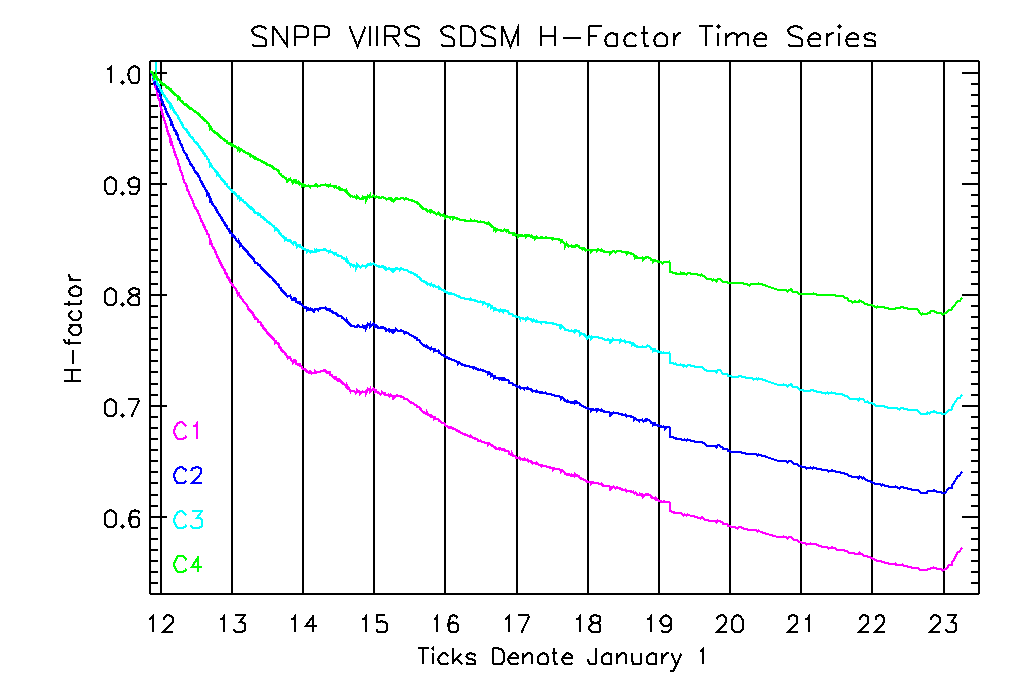 SNPP VIIRS SDSM H-Factor Time Series
1.0
0.9
0.8
0.7
0.6
H-factor
C1
C2
C3
C4
12 13 14 15 16 17 18 19 20 21 22 23
Ticks Denote January 1